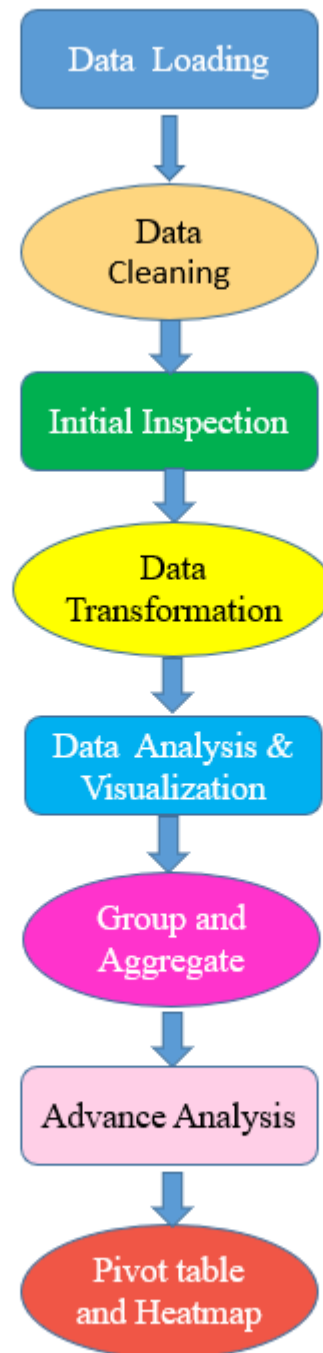 Data Loading
Data
Cleaning
Initial Inspection
Data
Transformation
Data Analysis &
Visualization
Group and
Aggregate
Advance Analysis
Pivot table
and Heatmap